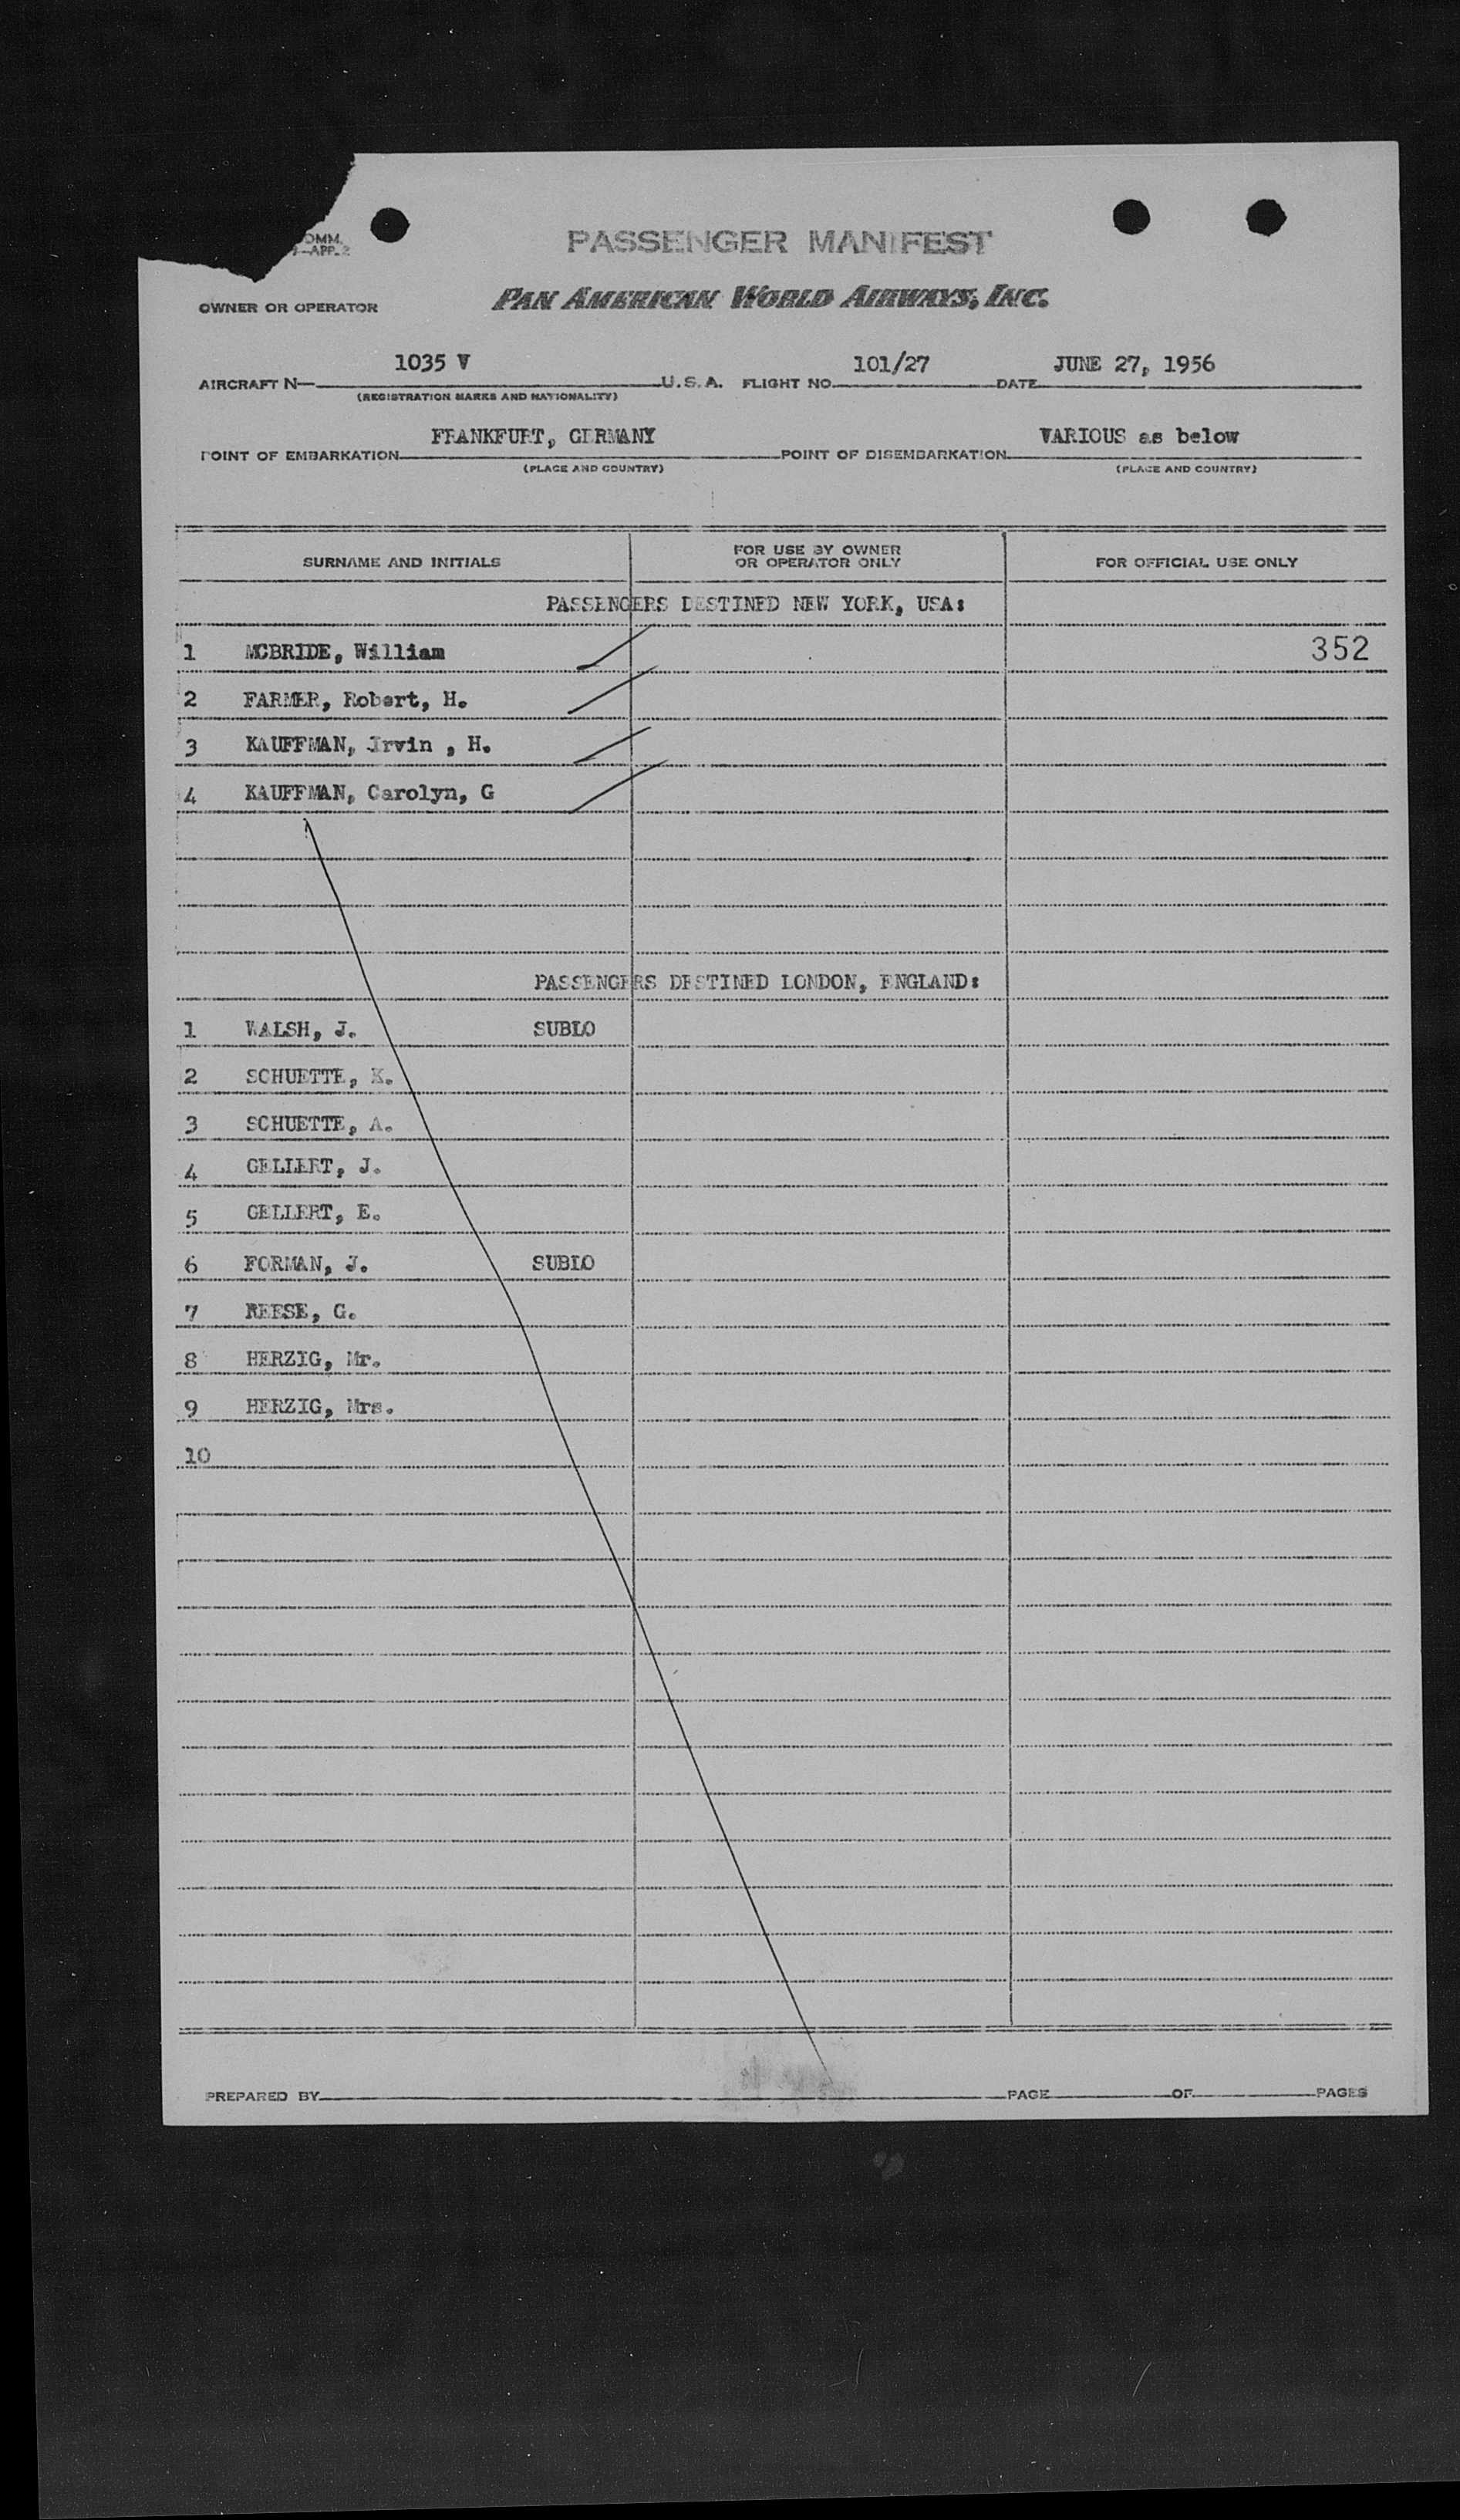 OMM.
APP. 2
PASSENGER MANIFEST
OWNER OR OPERATOR PAN AMERICAN WORLD AIRWAYS, INC.
1035 V 101/27 JUNE 27, 1956
AIRCRAFT N— U.S.A. FLIGHT NO. DATE
(REGISTRATION MARKS AND NATIONALITY)
FRANKFURT, GERMANY VARIOUS as below
POINT OF EMBARKATION POINT OF DISEMBARKATION
(PLACE AND COUNTRY) (PLACE AND COUNTRY)
SURNAME AND INITIALS FOR USE BY OWNER OR OPERATOR ONLY FOR OFFICIAL USE ONLY
PASSENGERS DESTINED NEW YORK, USA:
1 MCBRIDE, William 352
2 FARMER, Robert, H.
3 KAUFFMAN, Irvin , H.
4 KAUFFMAN, Carolyn, G
PASSENGERS DESTINED LONDON, ENGLAND:
1 WALSH, J. SUBLO
2 SCHUETTE, K.
3 SCHUETTE, A.
4 GELLERT, J.
5 GELLERT, E.
6 FORMAN, J. SUBLO
7 REESE, G.
8 HERZIG, Mr.
9 HERZIG, Mrs.
10
PREPARED BY PAGE OF PAGES